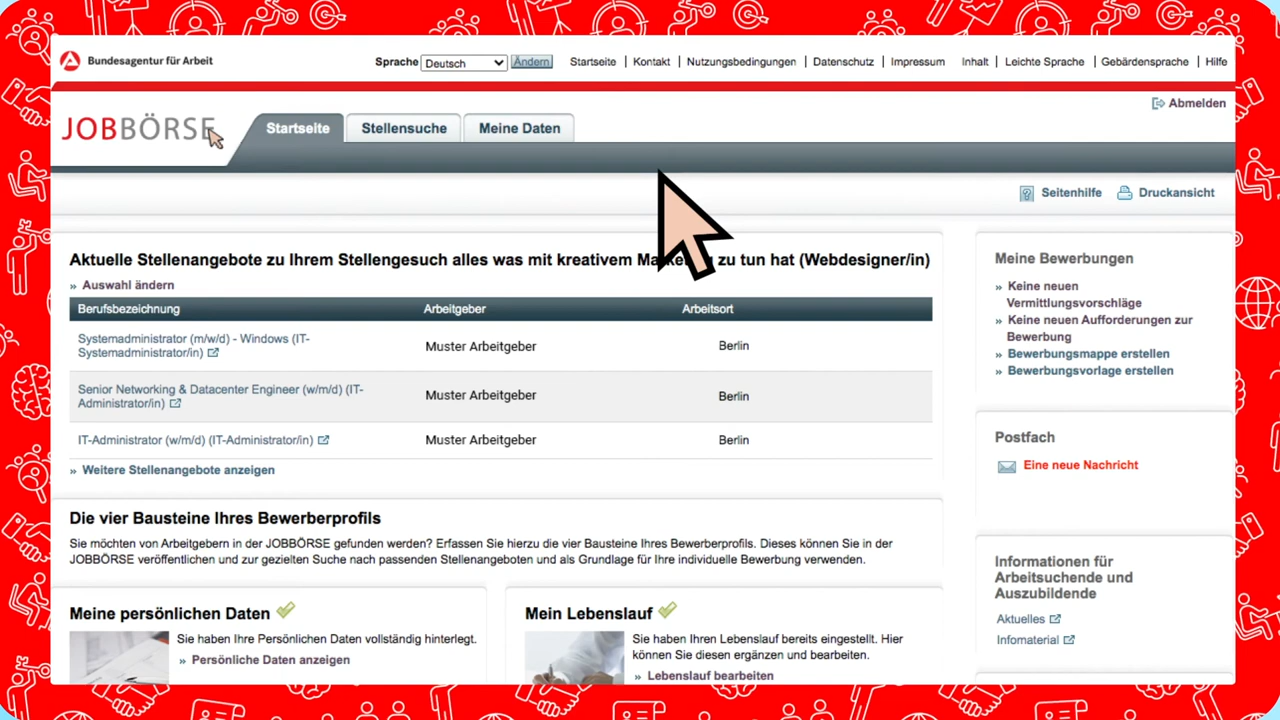 Bundesagentur für Arbeit
Sprache Deutsch Ändern Startseite | Kontakt | Nutzungsbedingungen | Datenschutz | Impressum Inhalt | Leichte Sprache | Gebärdensprache | Hilfe
Abmelden
JOBBÖRSE
Startseite Stellensuche Meine Daten
Seitenhilfe Druckansicht
Aktuelle Stellenangebote zu Ihrem Stellengesuch alles was mit kreativem zu tun hat (Webdesigner/in)
» Auswahl ändern
Berufsbezeichnung Arbeitgeber Arbeitsort
Systemadministrator (m/w/d) - Windows (IT-
Systemadministrator/in)
Muster Arbeitgeber Berlin
Senior Networking & Datacenter Engineer (w/m/d) (IT-
Administrator/in)
Muster Arbeitgeber Berlin
IT-Administrator (w/m/d) (IT-Administrator/in) Muster Arbeitgeber Berlin
» Weitere Stellenangebote anzeigen
Die vier Bausteine Ihres Bewerberprofils
Sie möchten von Arbeitgebern in der JOBBÖRSE gefunden werden? Erfassen Sie hierzu die vier Bausteine Ihres Bewerberprofils. Dieses können Sie in der
JOBBÖRSE veröffentlichen und zur gezielten Suche nach passenden Stellenangeboten und als Grundlage für Ihre individuelle Bewerbung verwenden.
Meine persönlichen Daten
Sie haben Ihre Persönlichen Daten vollständig hinterlegt.
» Persönliche Daten anzeigen
Mein Lebenslauf
Sie haben Ihren Lebenslauf bereits eingestellt. Hier
können Sie diesen ergänzen und bearbeiten.
» Lebenslauf bearbeiten
Meine Bewerbungen
» Keine neuen
Vermittlungsvorschläge
» Keine neuen Aufforderungen zur
Bewerbung
» Bewerbungsmappe erstellen
» Bewerbungsvorlage erstellen
Postfach
Eine neue Nachricht
Informationen für
Arbeitsuchende und
Auszubildende
Aktuelles
Infomaterial